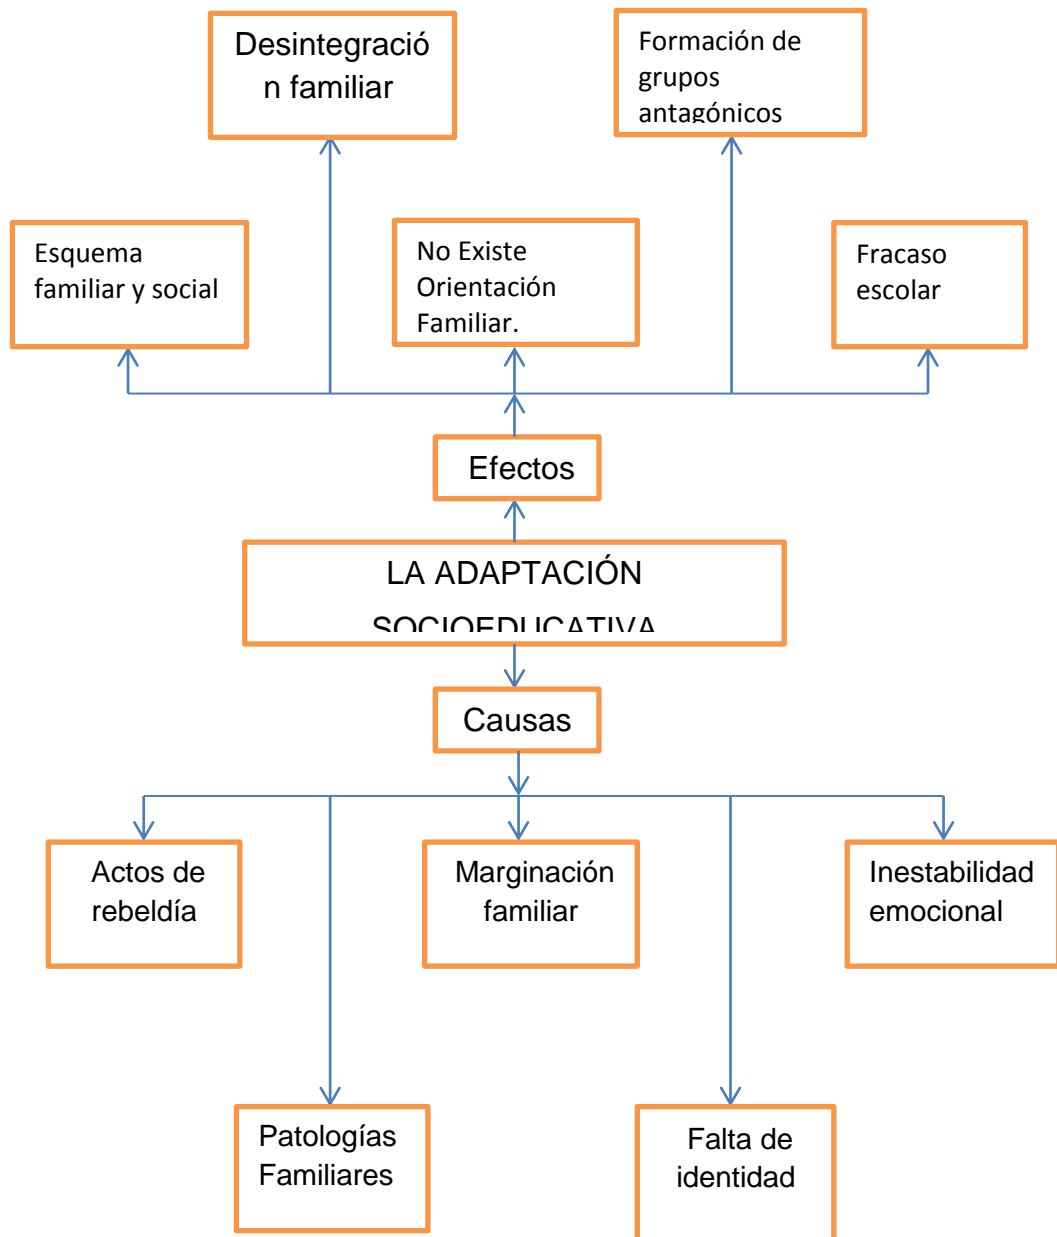 Desintegració
n familiar
Formación de
grupos
antagónicos
Esquema
familiar y social
No Existe
Orientación
Familiar.
Fracaso
escolar
Efectos
LA ADAPTACIÓN
SOCIOEDUCATIVA
Causas
Actos de
rebeldía
Marginación
familiar
Inestabilidad
emocional
Patologías
Familiares
Falta de
identidad